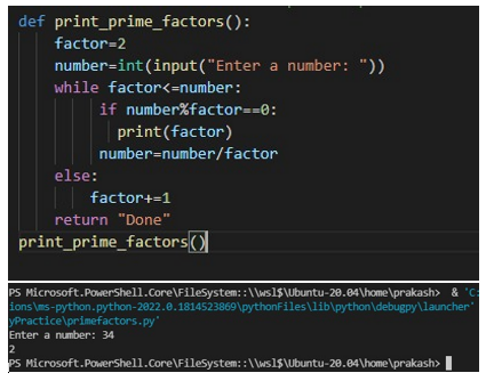 def print_prime_factors():
    factor=2
    number=int(input("Enter a number: "))
    while factor<=number:
        if number%factor==0:
            print(factor)
        number=number/factor
    else:
        factor+=1
    return "Done"
print_prime_factors()
PS Microsoft.PowerShell.Core\FileSystem::\\wsl$\Ubuntu-20.04\home\prakash>  & 'C:
ions\ms-python.python-2022.0.1814523869\pythonFiles\lib\python\debugpy\launcher'
yPractice\primefactors.py'
Enter a number: 34
2
PS Microsoft.PowerShell.Core\FileSystem::\\wsl$\Ubuntu-20.04\home\prakash>